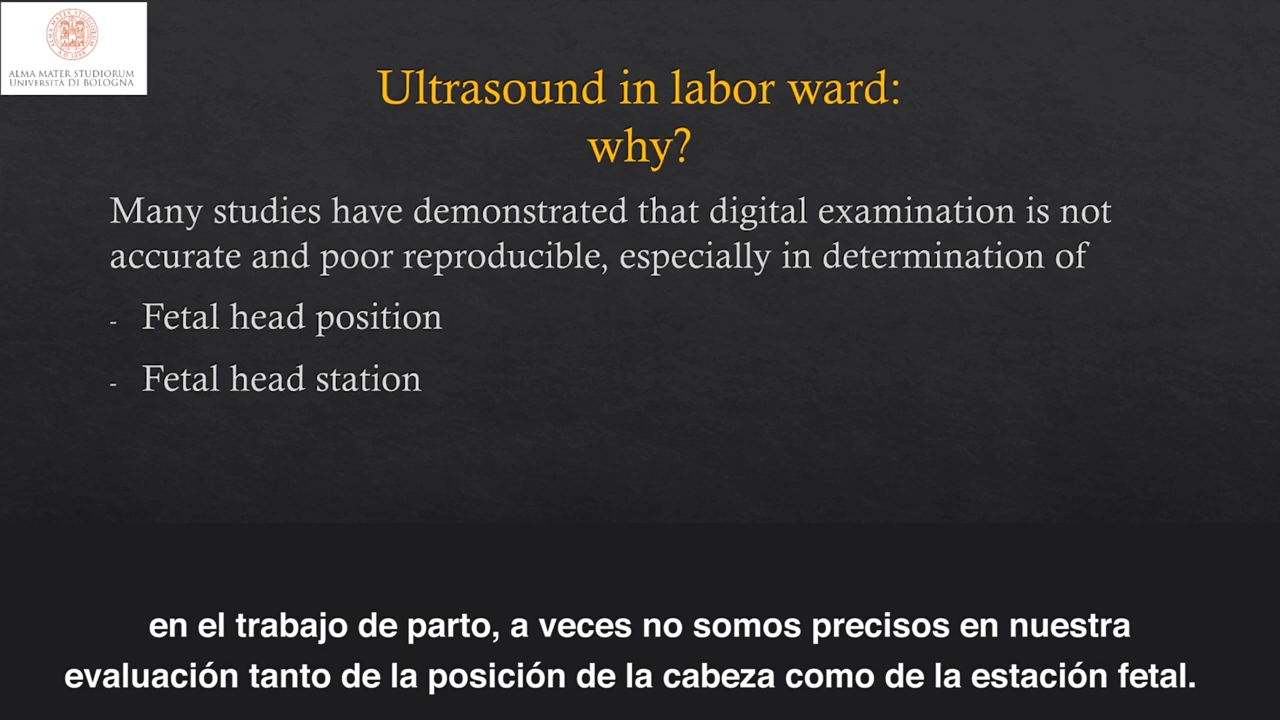 ALMA MATER STUDIORUM
UNIVERSITÀ DI BOLOGNA
Ultrasound in labor ward:
why?
Many studies have demonstrated that digital examination is not
accurate and poor reproducible, especially in determination of
- Fetal head position
- Fetal head station
en el trabajo de parto, a veces no somos precisos en nuestra
evaluación tanto de la posición de la cabeza como de la estación fetal.